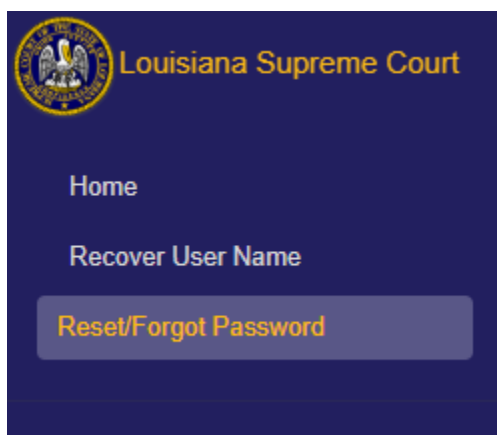 Louisiana Supreme Court
Home
Recover User Name
Reset/Forgot Password